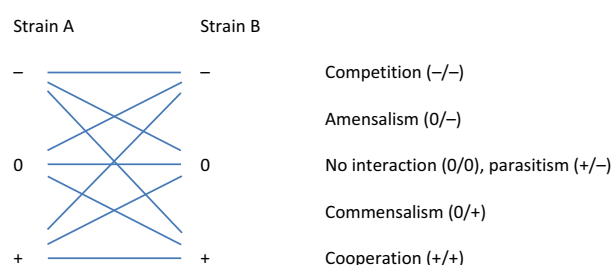 Strain A Strain B
– – Competition (–/–)
Amensalism (0/–)
0 0 No interaction (0/0), parasitism (+/–)
Commensalism (0/+)
+ + Cooperation (+/+)